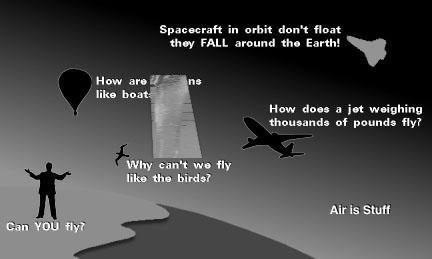 Spacecraft in orbit don't float
they FALL around the Earth!
How are
like boats
How does a jet weighing
thousands of pounds fly?
Why can't we fly
like the birds?
Air is Stuff
Can YOU fly?